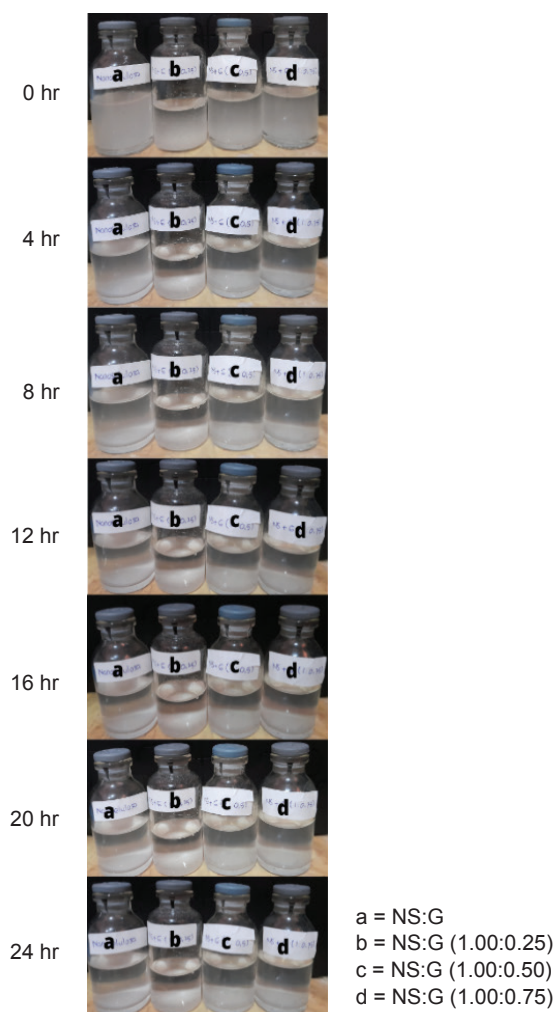 0 hr
a b c d
4 hr
a b c d
8 hr
a b c d
12 hr
a b c d
16 hr
a b c d
20 hr
a b c d
24 hr
a b c d
a = NS:G
b = NS:G (1.00:0.25)
c = NS:G (1.00:0.50)
d = NS:G (1.00:0.75)